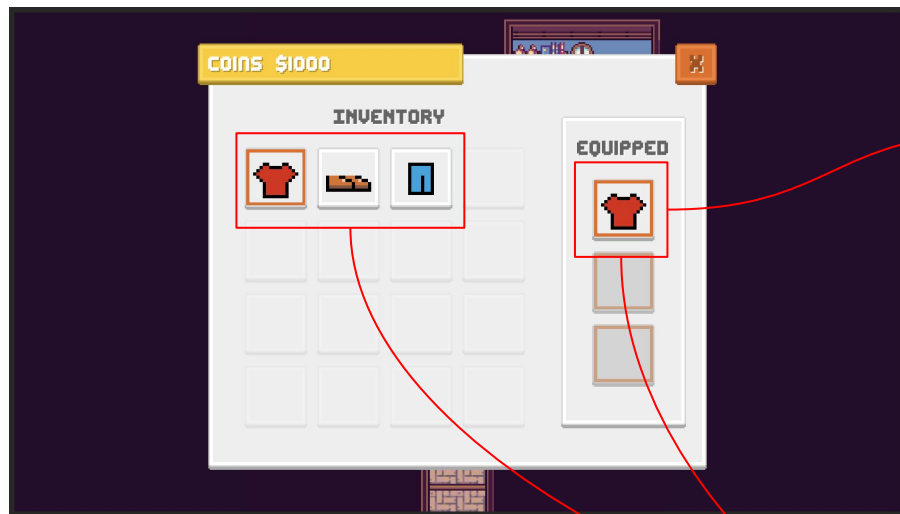 COINS $1000
X
INVENTORY
EQUIPPED